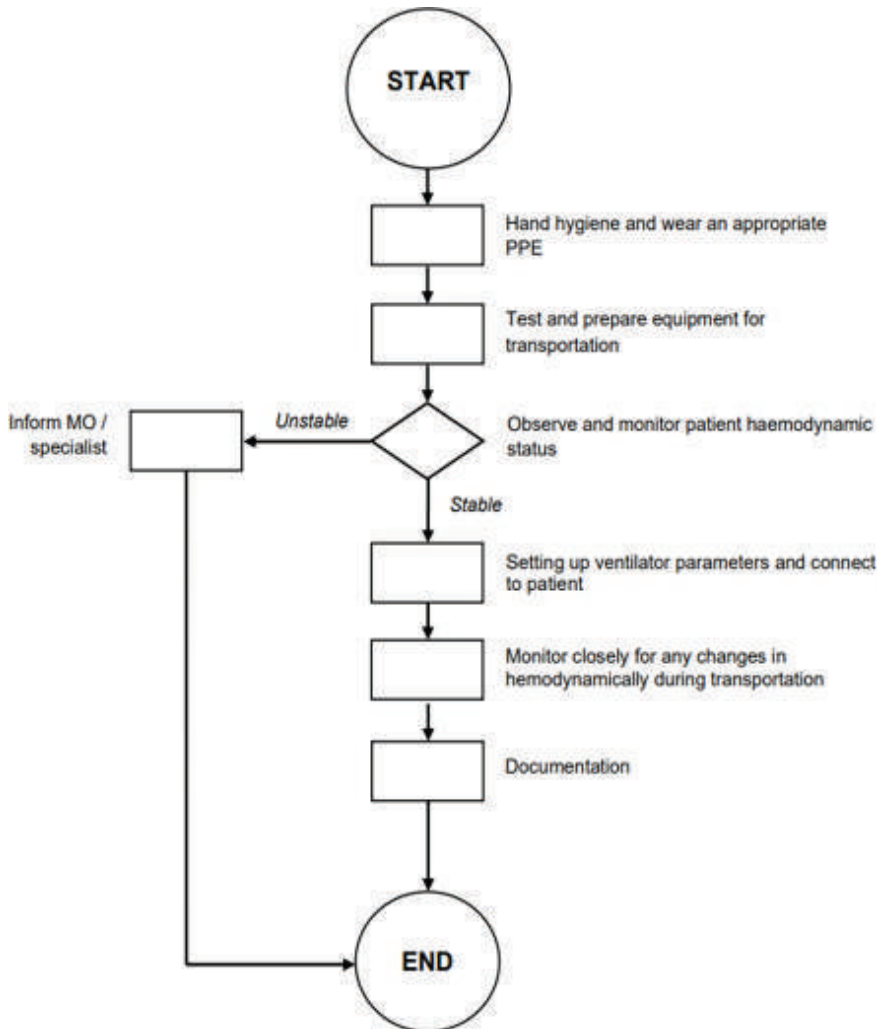 START
Hand hygiene and wear an appropriate
PPE
Test and prepare equipment for
transportation
Inform MO /
specialist
Unstable
Observe and monitor patient haemodynamic
status
Stable
Setting up ventilator parameters and connect
to patient
Monitor closely for any changes in
hemodynamically during transportation
Documentation
END